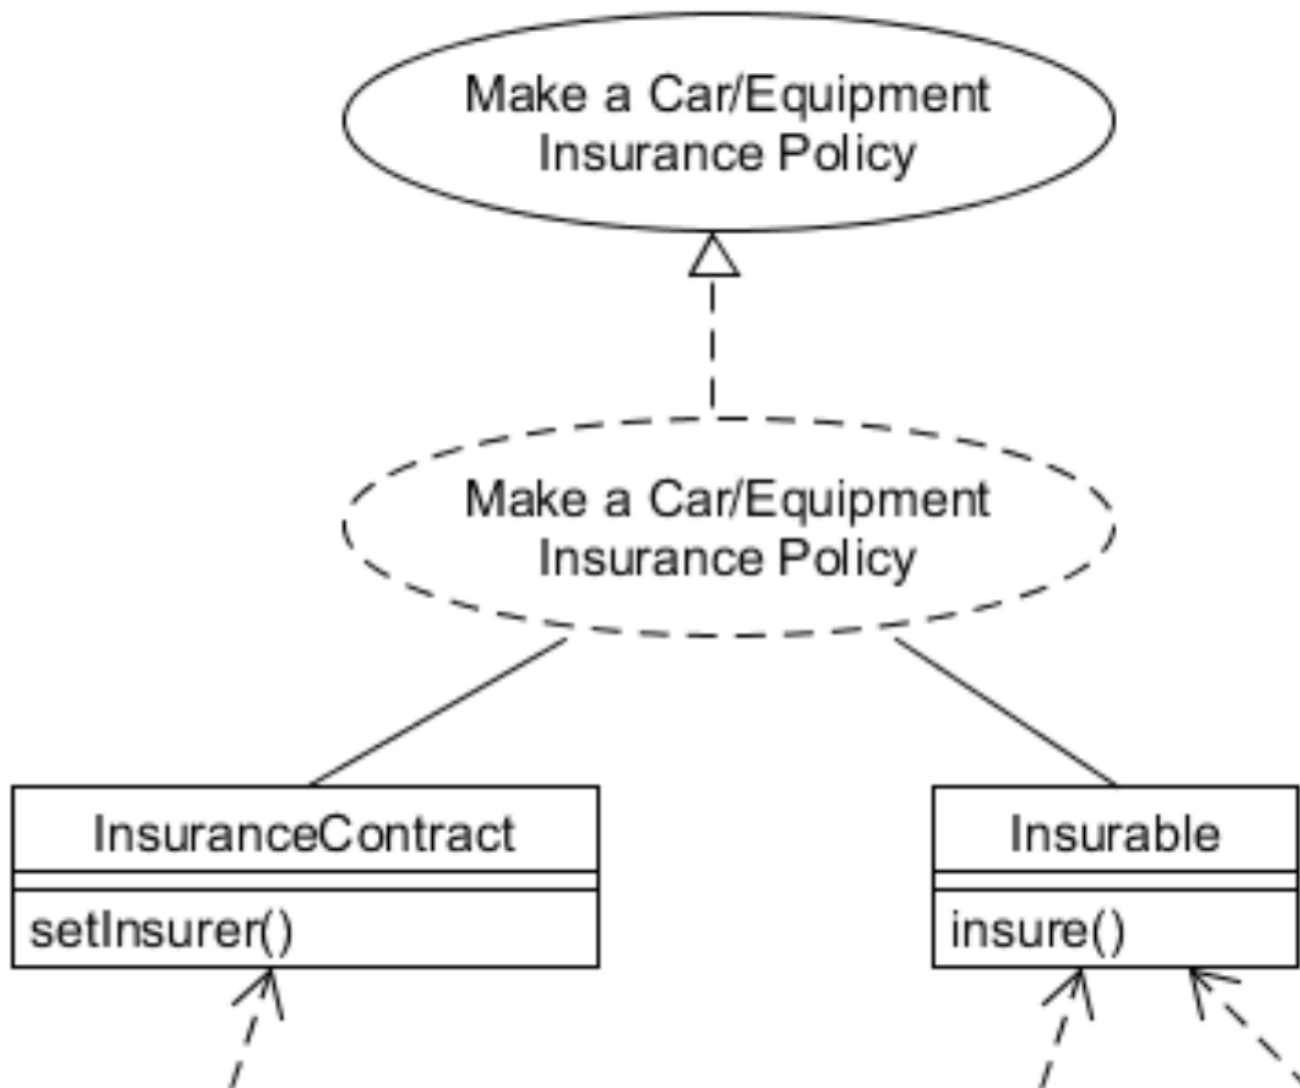 Make a Car/Equipment
Insurance Policy
Make a Car/Equipment
Insurance Policy
InsuranceContract
setInsurer()
Insurable
insure()